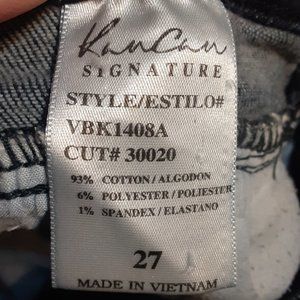 KanCan
SIGNATURE
STYLE/ESTILO#
VBK1408A
CUT# 30020
93% COTTON / ALGODON
6% POLYESTER / POLIESTER
1% SPANDEX / ELASTANO
27
MADE IN VIETNAM